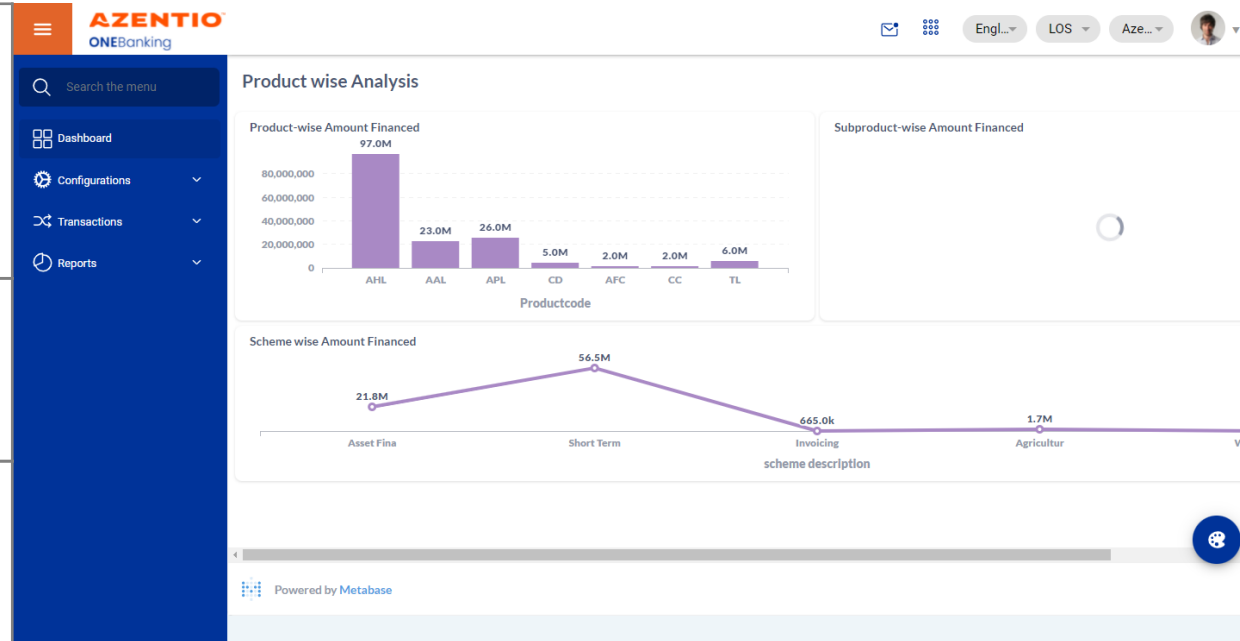 AZENTIO
ONEBanking
Engl...
LOS
Aze...
Search the menu
Dashboard
Configurations
Transactions
Reports
Product wise Analysis
Product-wise Amount Financed
97.0M
80,000,000
60,000,000
40,000,000
20,000,000
0
23.0M
26.0M
5.0M
2.0M
2.0M
6.0M
AHL
AAL
APL
CD
AFC
CC
TL
Productcode
Subproduct-wise Amount Financed
Scheme wise Amount Financed
21.8M
56.5M
665.0k
1.7M
Asset Fina
Short Term
Invoicing
Agricultur
scheme description
Powered by Metabase